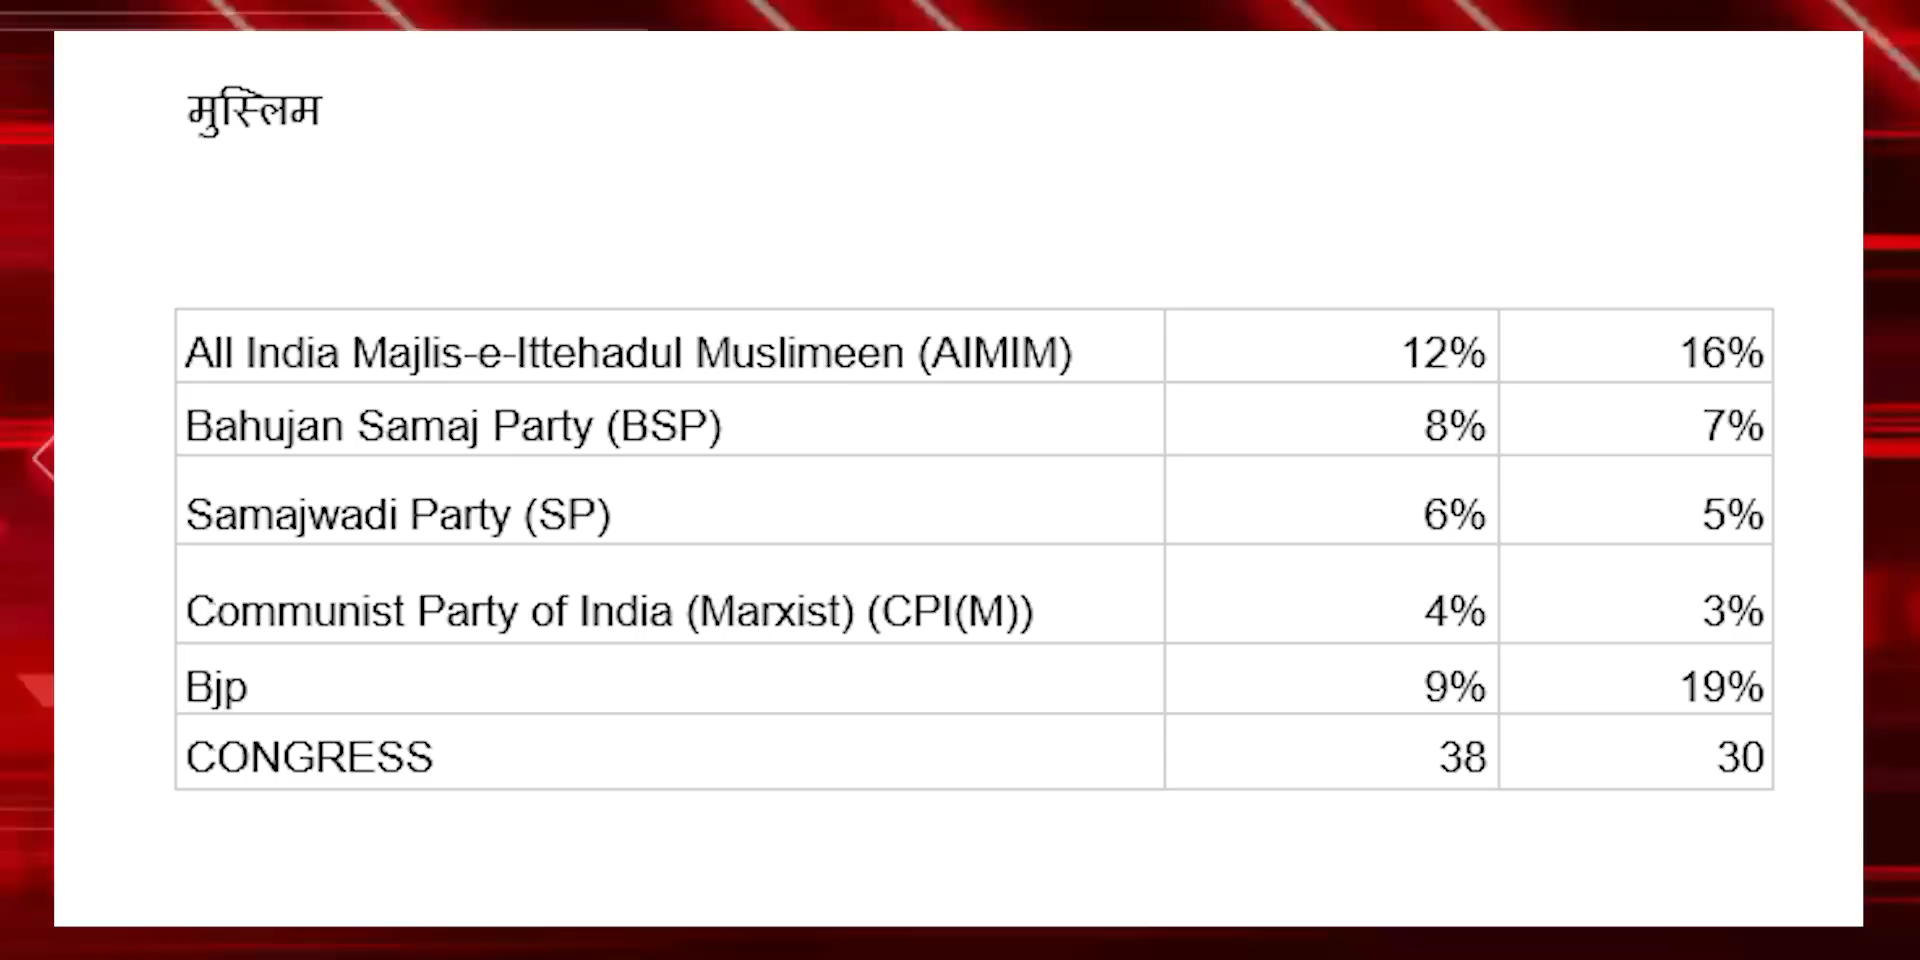 मुस्लिम
All India Majlis-e-Ittehadul Muslimeen (AIMIM) 12% 16%
Bahujan Samaj Party (BSP) 8% 7%
Samajwadi Party (SP) 6% 5%
Communist Party of India (Marxist) (CPI(M)) 4% 3%
Bjp 9% 19%
CONGRESS 38 30